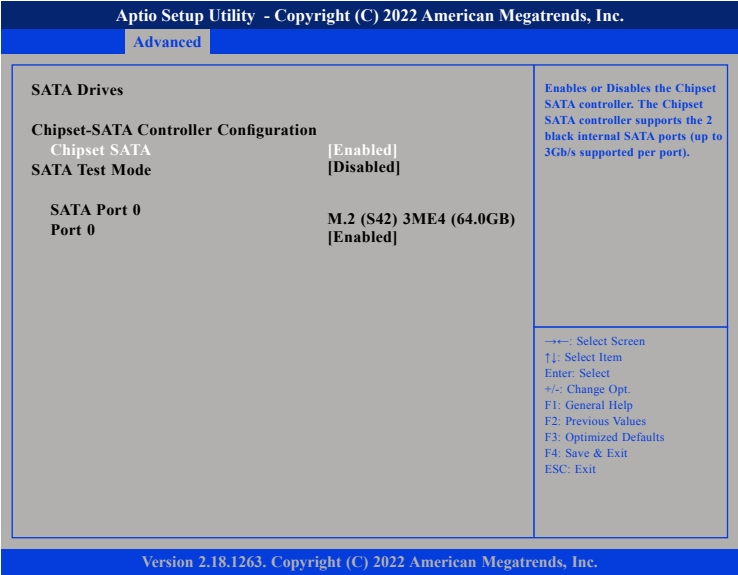 Aptio Setup Utility - Copyright (C) 2022 American Megatrends, Inc.
Advanced
SATA Drives
Chipset-SATA Controller Configuration
Chipset SATA [Enabled]
SATA Test Mode [Disabled]
SATA Port 0 M.2 (S42) 3ME4 (64.0GB)
Port 0 [Enabled]
Enables or Disables the Chipset
SATA controller. The Chipset
SATA controller supports the 2
black internal SATA ports (up to
3Gb/s supported per port).
→←: Select Screen
↑↓: Select Item
Enter: Select
+/-: Change Opt.
F1: General Help
F2: Previous Values
F3: Optimized Defaults
F4: Save & Exit
ESC: Exit
Version 2.18.1263. Copyright (C) 2022 American Megatrends, Inc.